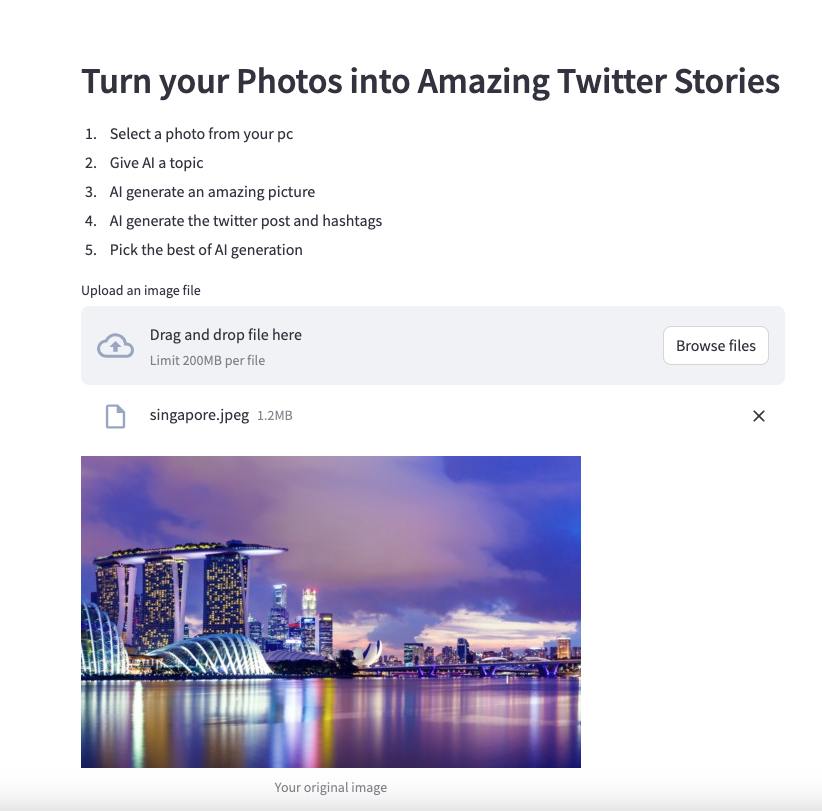 Turn your Photos into Amazing Twitter Stories
1. Select a photo from your pc
2. Give AI a topic
3. AI generate an amazing picture
4. AI generate the twitter post and hashtags
5. Pick the best of AI generation
Upload an image file
Drag and drop file here
Limit 200MB per file
Browse files
singapore.jpeg 1.2MB
Your original image